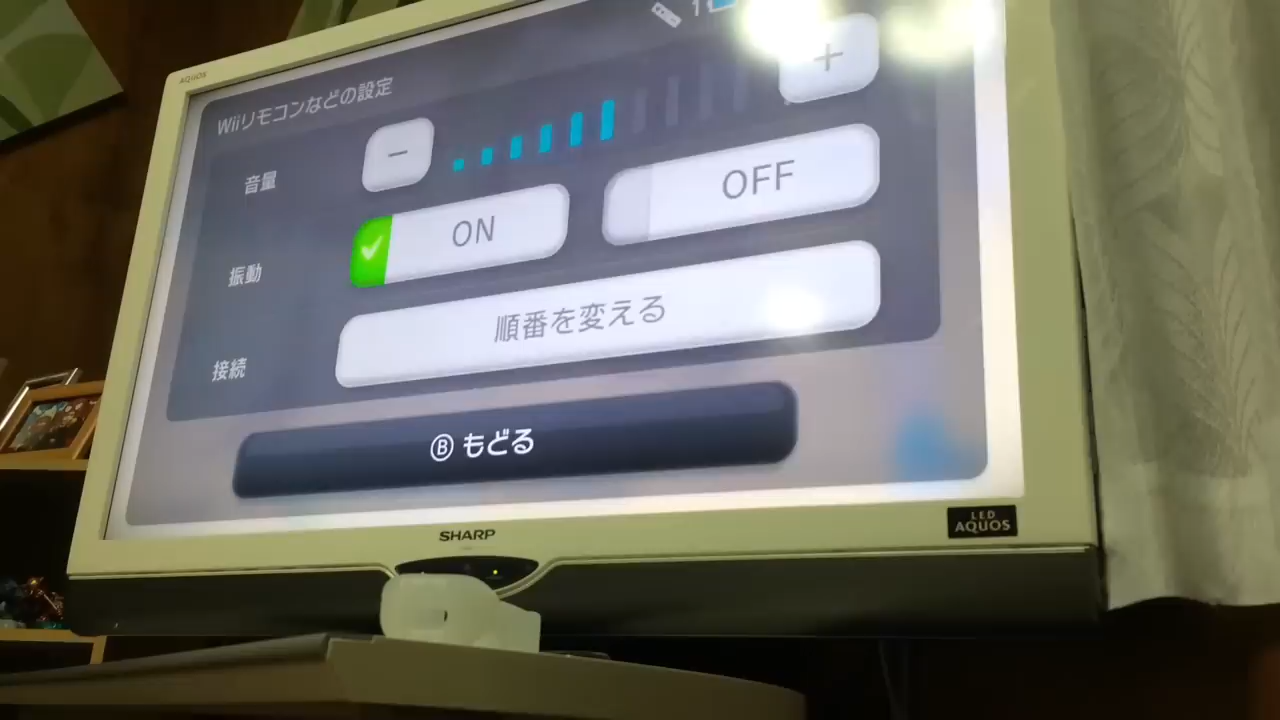 AQUOS
Wiiリモコンなどの設定
1
音量
−
+
振動
ON
OFF
接続
順番を変える
Ⓑ もどる
SHARP
LED
AQUOS